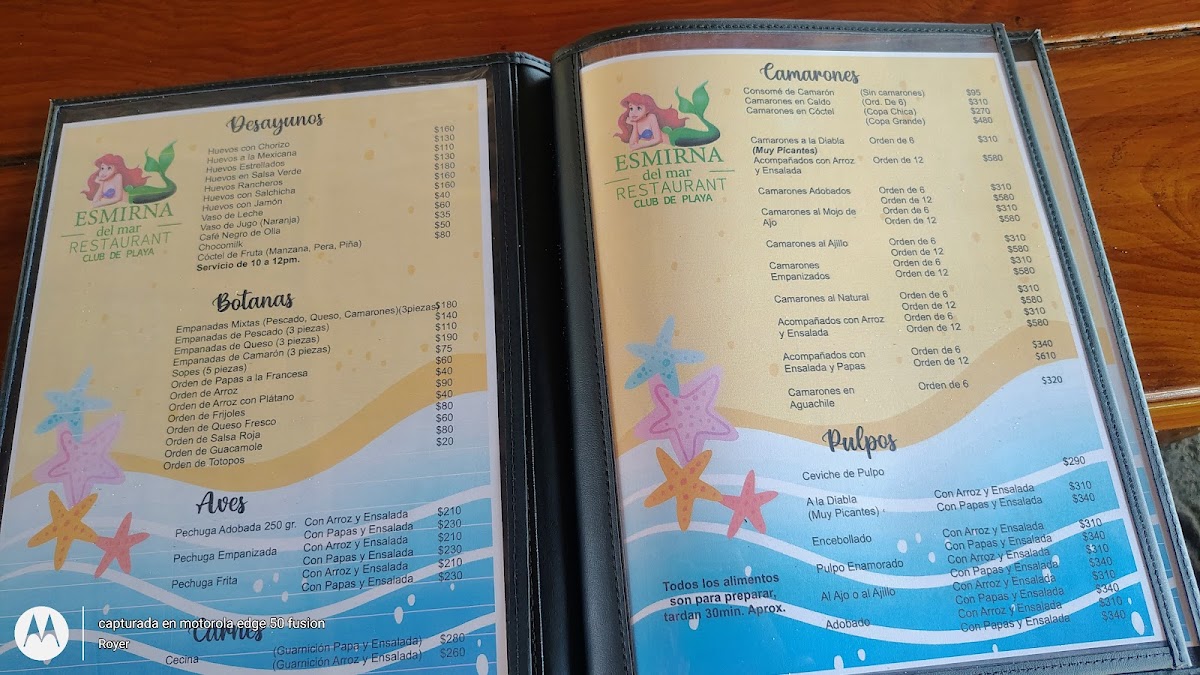 ESMIRNA
del mar
RESTAURANT
CLUB DE PLAYA
Desayunos
Huevos con Chorizo $160
Huevos a la Mexicana $130
Huevos Estrellados $110
Huevos en Salsa Verde $130
Huevos Rancheros $180
Huevos con Salchicha $160
Huevos con Jamón $160
Vaso de Leche $40
Vaso de Jugo (Naranja) $60
Café Negro de Olla $35
Chocomilk $50
Cóctel de Fruta (Manzana, Pera, Piña) $80
Servicio de 10 a 12pm.
Botanas
Empanadas Mixtas (Pescado, Queso, Camarones)(3piezas) $180
Empanadas de Pescado (3 piezas) $140
Empanadas de Queso (3 piezas) $110
Empanadas de Camarón (3 piezas) $190
Sopes (5 piezas) $75
Orden de Papas a la Francesa $60
Orden de Arroz $40
Orden de Arroz con Plátano $90
Orden de Frijoles $40
Orden de Queso Fresco $80
Orden de Salsa Roja $60
Orden de Guacamole $80
Orden de Totopos $20
Aves
Pechuga Adobada 250 gr. Con Arroz y Ensalada $210
Con Papas y Ensalada $230
Pechuga Empanizada Con Arroz y Ensalada $210
Con Papas y Ensalada $230
Pechuga Frita Con Arroz y Ensalada $210
Con Papas y Ensalada $230
Carnes
Cecina (Guarnición Papa y Ensalada) $280
(Guarnición Arroz y Ensalada) $260
capturada en motorola edge 50 fusion
Royer
ESMIRNA
del mar
RESTAURANT
CLUB DE PLAYA
Camarones
Consomé de Camarón (Sin camarones) $95
Camarones en Caldo (Ord. De 6) $310
Camarones en Cóctel (Copa Chica) $270
(Copa Grande) $480
Camarones a la Diabla Orden de 6 $310
(Muy Picantes)
Acompañados con Arroz Orden de 12 $580
y Ensalada
Camarones Adobados Orden de 6 $310
Orden de 12 $580
Camarones al Mojo de Orden de 6 $310
Ajo Orden de 12 $580
Camarones al Ajillo Orden de 6 $310
Orden de 12 $580
Camarones Orden de 6 $310
Empanizados Orden de 12 $580
Camarones al Natural Orden de 6 $310
Orden de 12 $580
Acompañados con Arroz Orden de 6 $310
y Ensalada Orden de 12 $580
Acompañados con Orden de 6 $340
Ensalada y Papas Orden de 12 $610
Camarones en Orden de 6 $320
Aguachile
Pulpos
Ceviche de Pulpo $290
A la Diabla Con Arroz y Ensalada $310
(Muy Picantes) Con Papas y Ensalada $340
Encebollado Con Arroz y Ensalada $310
Con Papas y Ensalada $340
Pulpo Enamorado Con Arroz y Ensalada $310
Con Papas y Ensalada $340
Al Ajo o al Ajillo Con Arroz y Ensalada $310
Con Papas y Ensalada $340
Adobado Con Arroz y Ensalada $310
Con Papas y Ensalada $340
Todos los alimentos
son para preparar,
tardan 30min. Aprox.